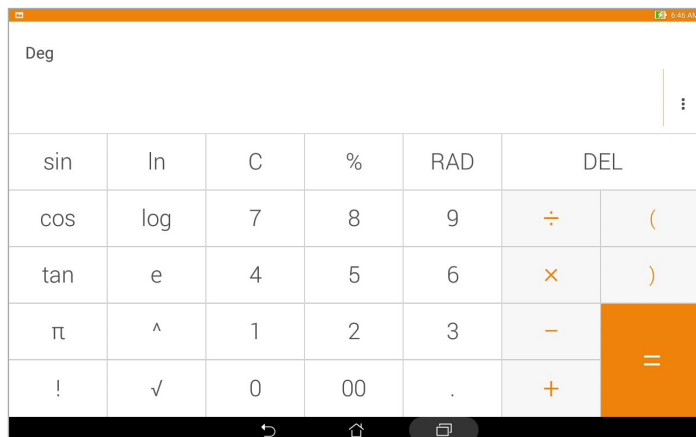 6:46 AM
Deg
sin ln C % RAD DEL
cos log 7 8 9 ÷ (
tan e 4 5 6 × )
π ^ 1 2 3 −
=
! √ 0 00 . +